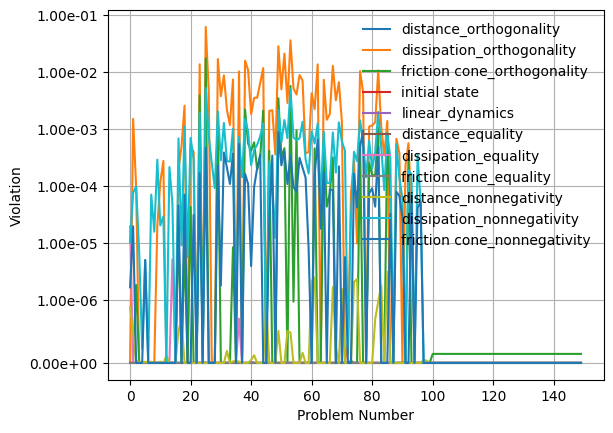 1.00e-01
1.00e-02
1.00e-03
1.00e-04
1.00e-05
1.00e-06
0.00e+00
Violation
0
20
40
60
80
100
120
140
Problem Number
distance_orthogonality
dissipation_orthogonality
friction cone_orthogonality
initial state
linear_dynamics
distance_equality
dissipation_equality
friction cone_equality
distance_nonnegativity
dissipation_nonnegativity
friction cone_nonnegativity